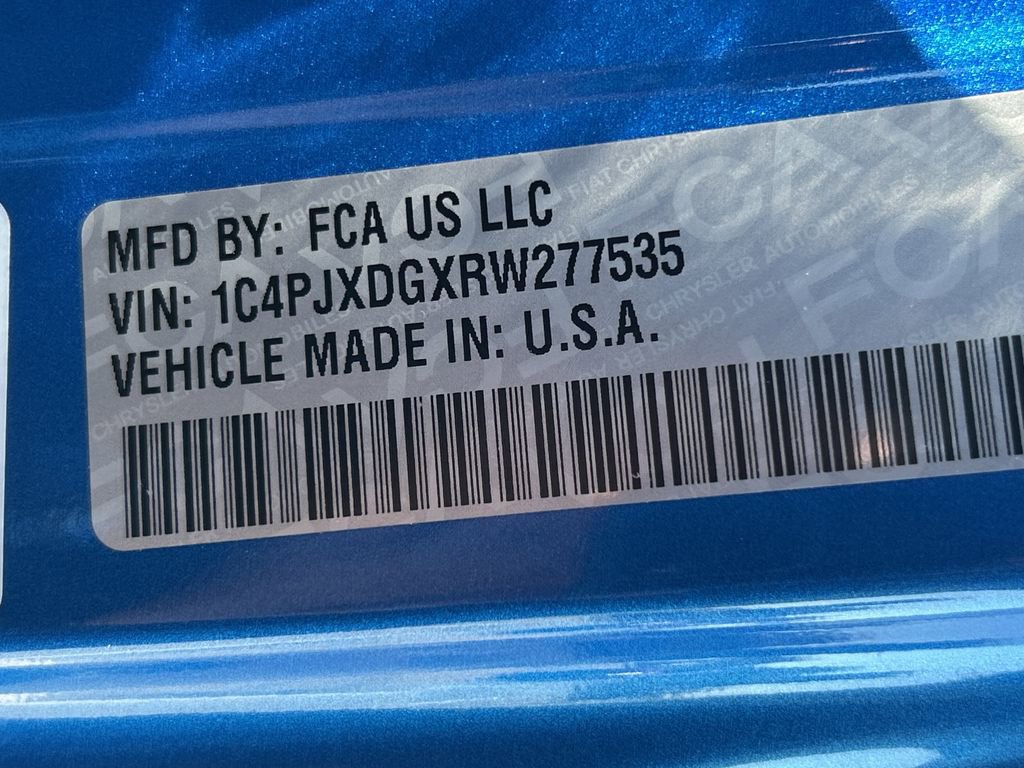 MFD BY: FCA US LLC
VIN: 1C4PJXDGXRW277535
VEHICLE MADE IN: U.S.A.